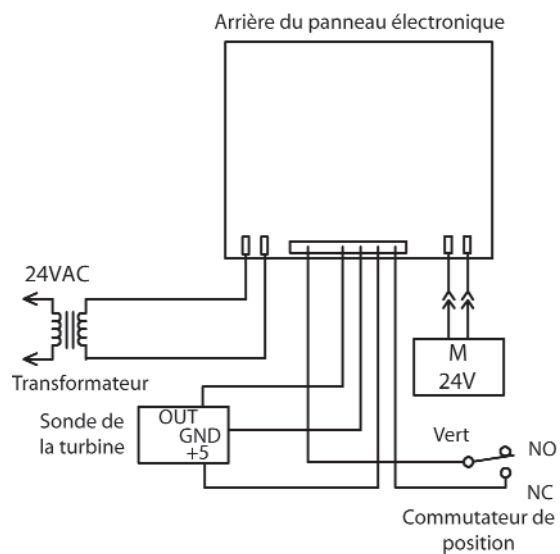 Arrière du panneau électronique
24VAC
Transformateur
M
24V
Sonde de
la turbine
OUT
GND
+5
Vert
NO
NC
Commutateur de
position